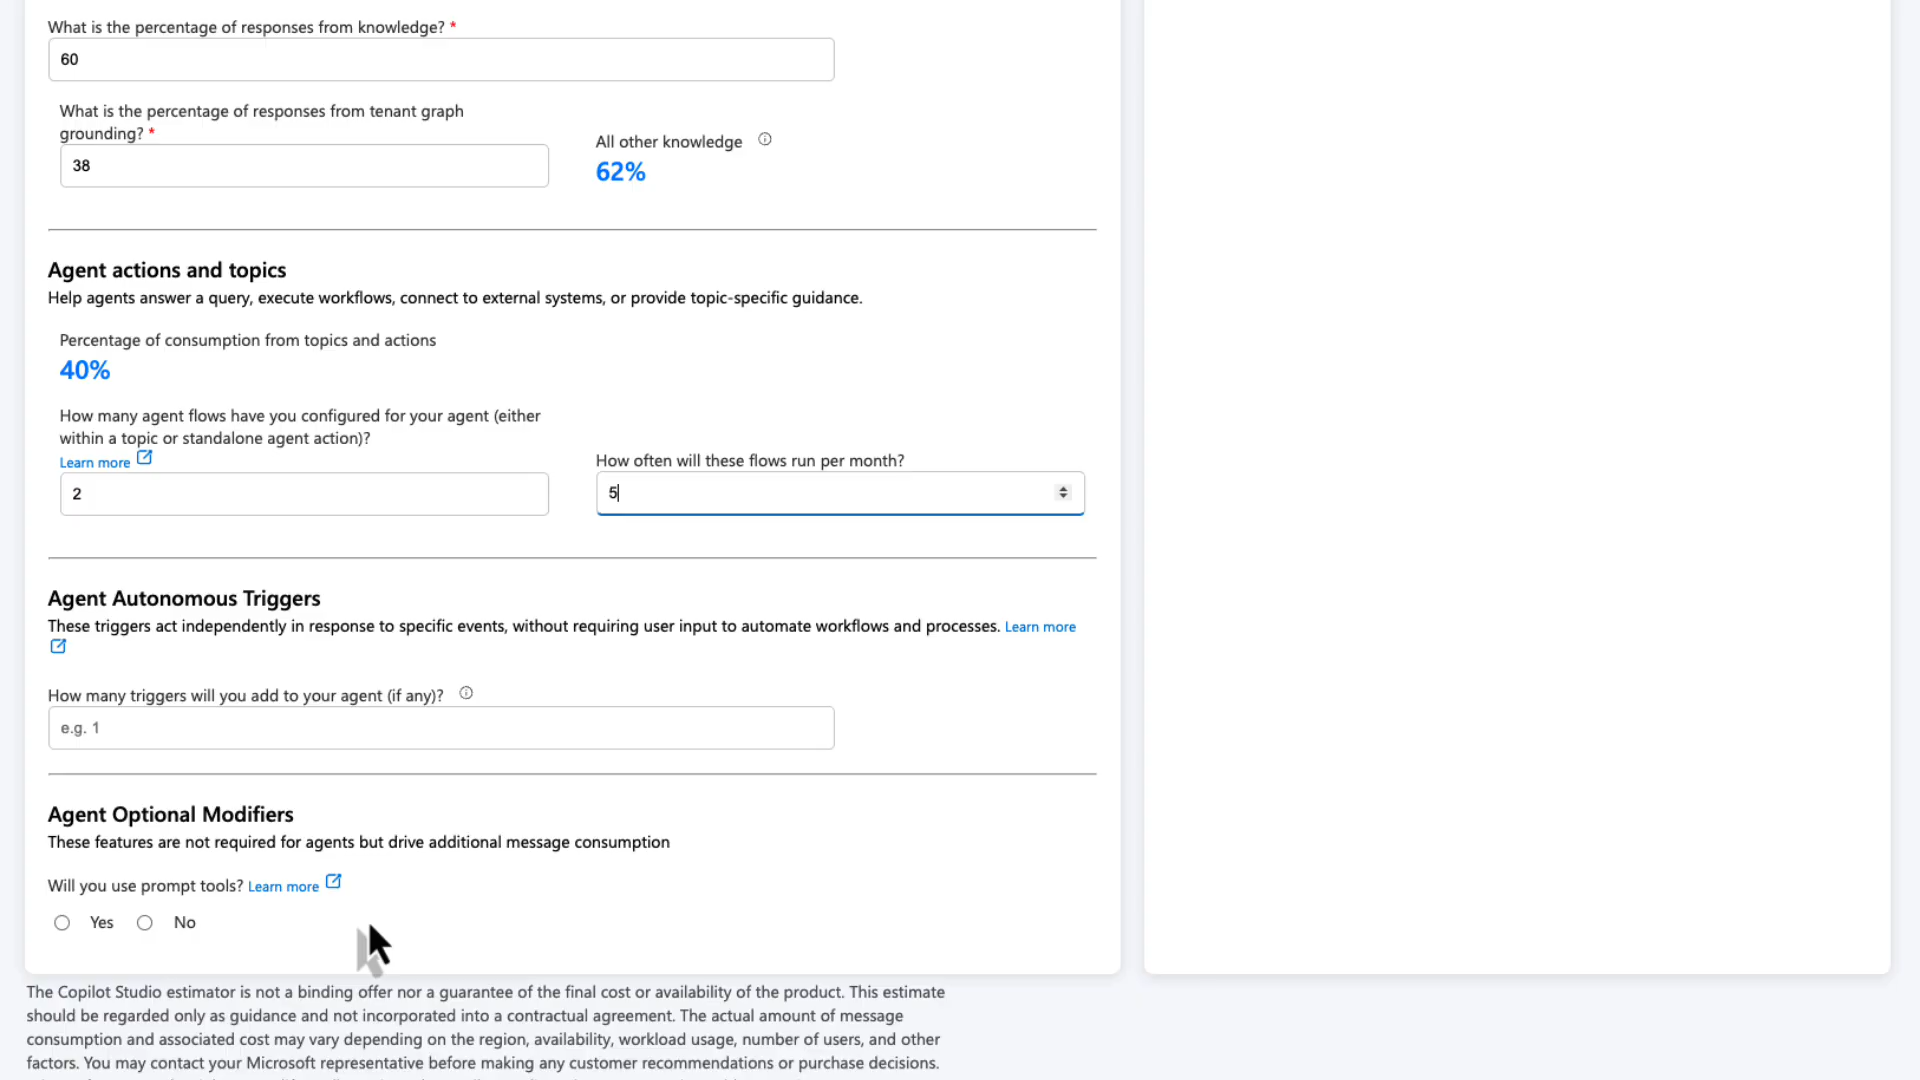 What is the percentage of responses from knowledge? *
60
What is the percentage of responses from tenant graph
grounding? *
38
All other knowledge
62%
Agent actions and topics
Help agents answer a query, execute workflows, connect to external systems, or provide topic-specific guidance.
Percentage of consumption from topics and actions
40%
How many agent flows have you configured for your agent (either
within a topic or standalone agent action)?
Learn more
2
How often will these flows run per month?
5
Agent Autonomous Triggers
These triggers act independently in response to specific events, without requiring user input to automate workflows and processes. Learn more
How many triggers will you add to your agent (if any)?
e.g. 1
Agent Optional Modifiers
These features are not required for agents but drive additional message consumption
Will you use prompt tools? Learn more
Yes No
The Copilot Studio estimator is not a binding offer nor a guarantee of the final cost or availability of the product. This estimate
should be regarded only as guidance and not incorporated into a contractual agreement. The actual amount of message
consumption and associated cost may vary depending on the region, availability, workload usage, number of users, and other
factors. You may contact your Microsoft representative before making any customer recommendations or purchase decisions.